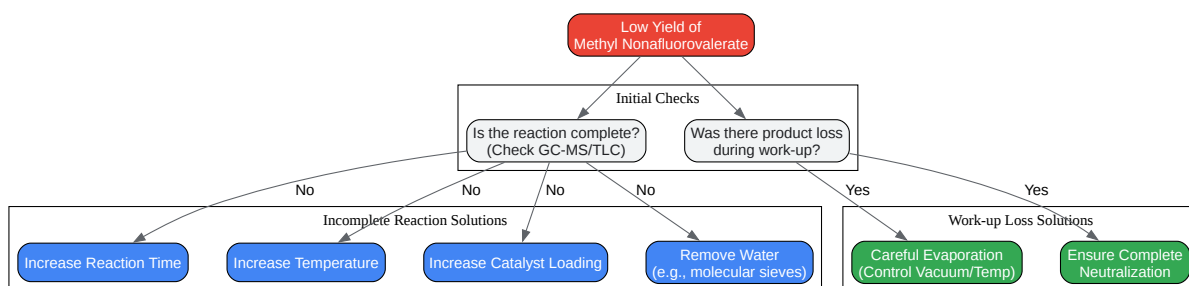 Low Yield of
Methyl Nonafluorovalerate
Initial Checks
Is the reaction complete?
(Check GC-MS/TLC)
Was there product loss
during work-up?
No
No
No
No
Yes
Yes
Incomplete Reaction Solutions
Increase Reaction Time
Increase Temperature
Increase Catalyst Loading
Remove Water
(e.g., molecular sieves)
Work-up Loss Solutions
Careful Evaporation
(Control Vacuum/Temp)
Ensure Complete
Neutralization